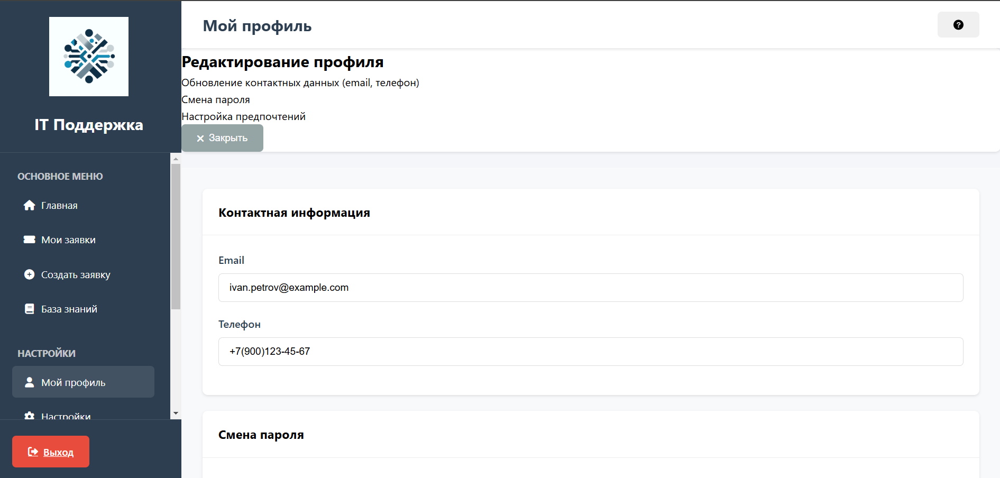 IT Поддержка
ОСНОВНОЕ МЕНЮ
Главная
Мои заявки
Создать заявку
База знаний
НАСТРОЙКИ
Мой профиль
Настройки
Выход
Мой профиль
?
Редактирование профиля
Обновление контактных данных (email, телефон)
Смена пароля
Настройка предпочтений
Закрыть
Контактная информация
Email
ivan.petrov@example.com
Телефон
+7(900)123-45-67
Смена пароля